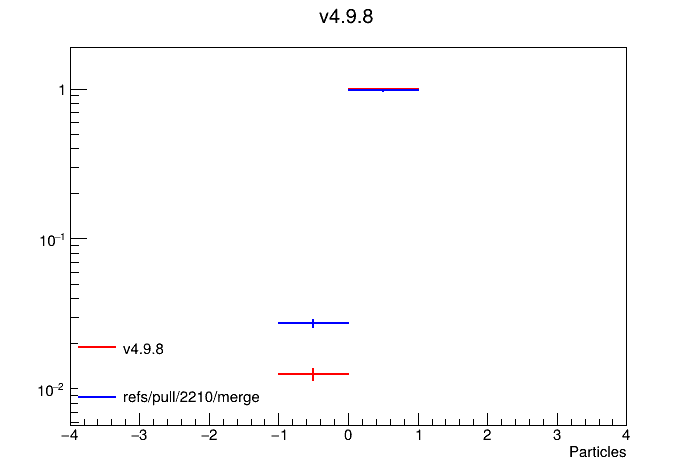 v4.9.8
1
10⁻¹
10⁻²
v4.9.8
refs/pull/2210/merge
−4 −3 −2 −1 0 1 2 3 4
Particles